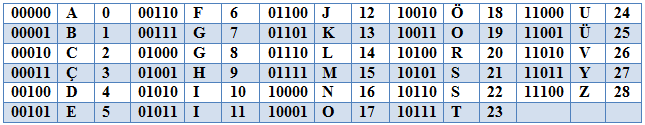 00000 A 0 00110 F 6 01100 J 12 10010 Ö 18 11000 U 24
00001 B 1 00111 G 7 01101 K 13 10011 O 19 11001 Ü 25
00010 C 2 01000 G 8 01110 L 14 10100 R 20 11010 V 26
00011 Ç 3 01001 H 9 01111 M 15 10101 S 21 11011 Y 27
00100 D 4 01010 I 10 10000 N 16 10110 S 22 11100 Z 28
00101 E 5 01011 I 11 10001 O 17 10111 T 23